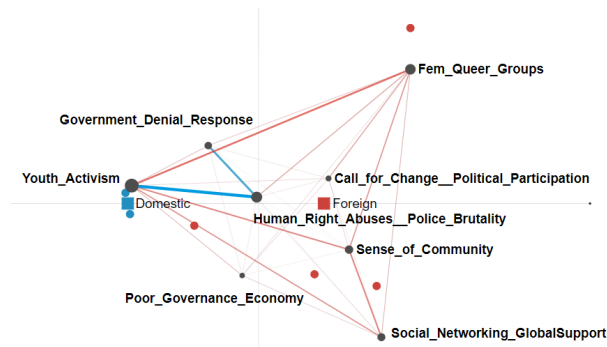 Fem_Queer_Groups
Government_Denial_Response
Youth_Activism
Call_for_Change__Political_Participation
Domestic
Foreign
Human_Right_Abuses__Police_Brutality
Sense_of_Community
Poor_Governance_Economy
Social_Networking_GlobalSupport